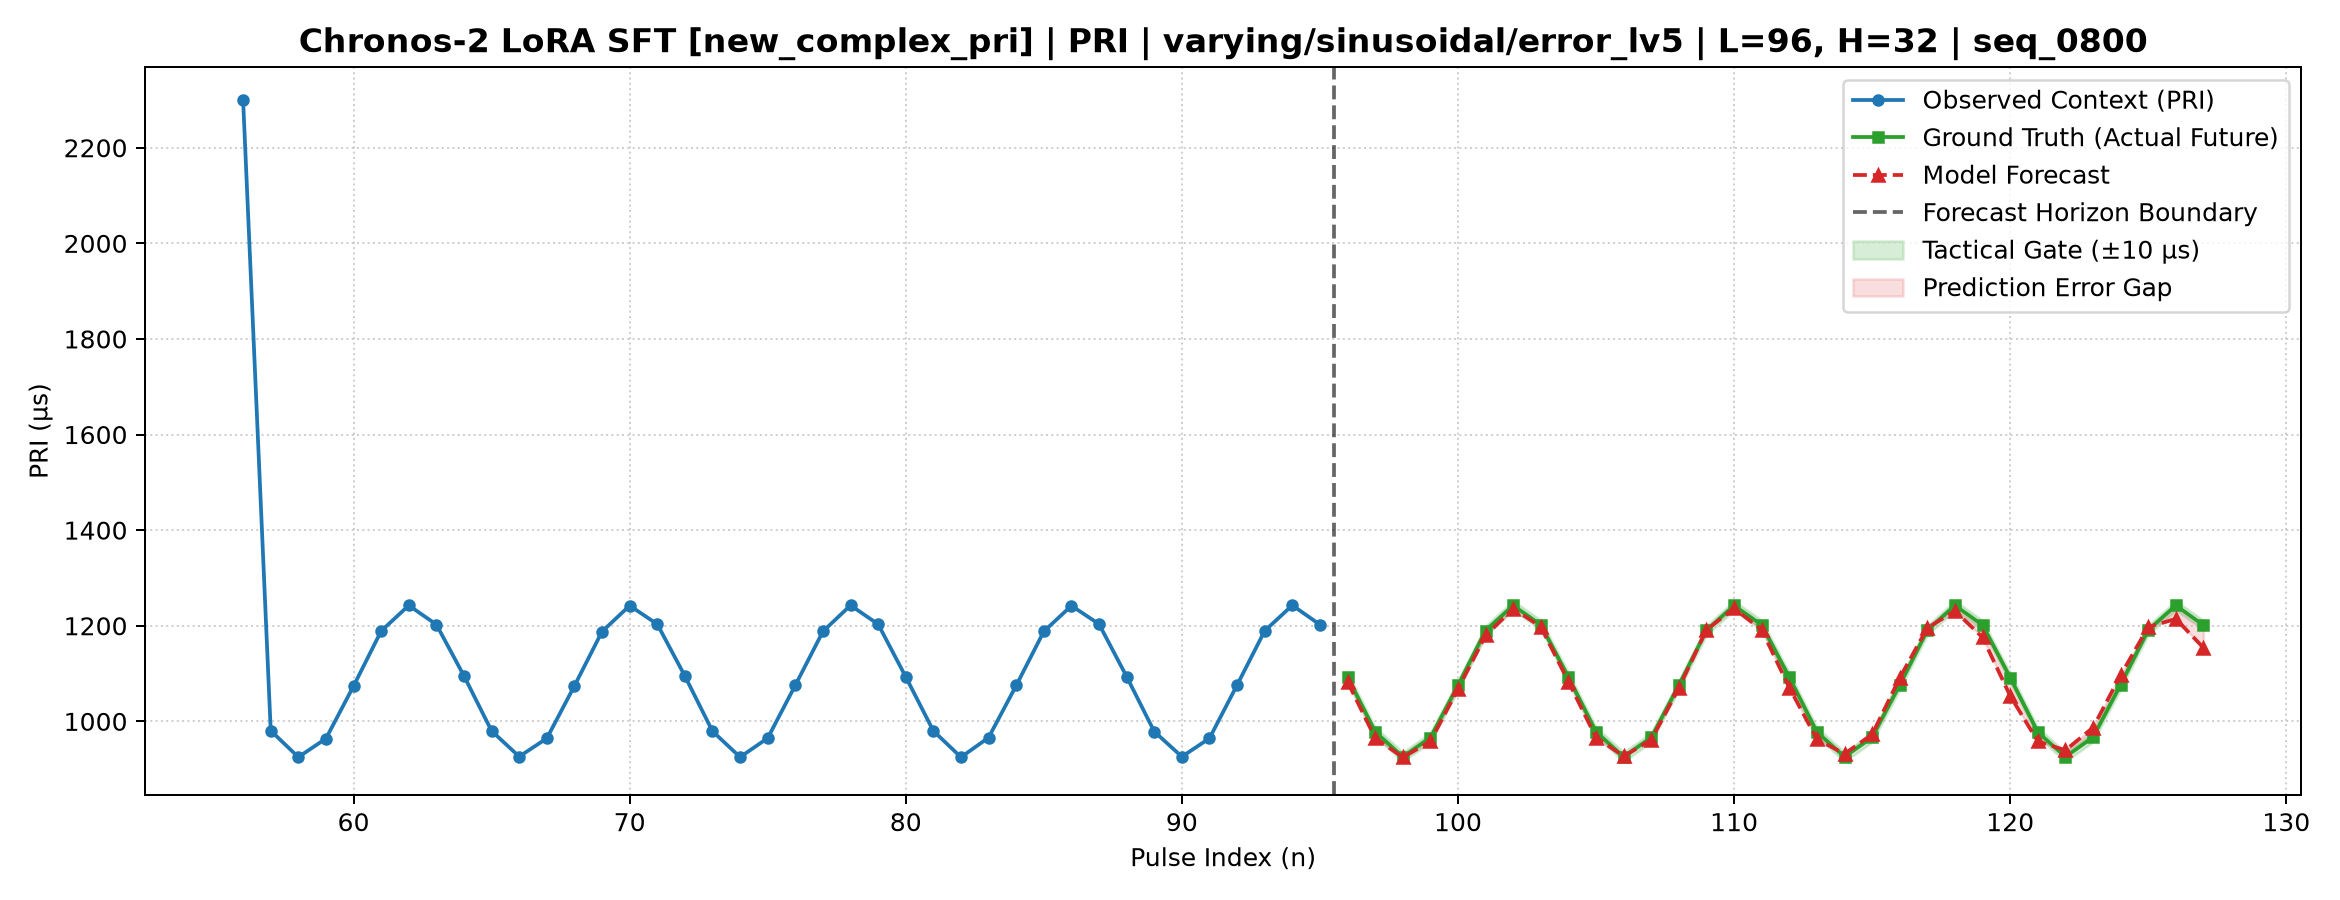 Chronos-2 LoRA SFT [new_complex_pri] | PRI | varying/sinusoidal/error_lv5 | L=96, H=32 | seq_0800
Observed Context (PRI)
Ground Truth (Actual Future)
Model Forecast
Forecast Horizon Boundary
Tactical Gate (±10 µs)
Prediction Error Gap
PRI (µs)
2200
2000
1800
1600
1400
1200
1000
60 70 80 90 100 110 120 130
Pulse Index (n)